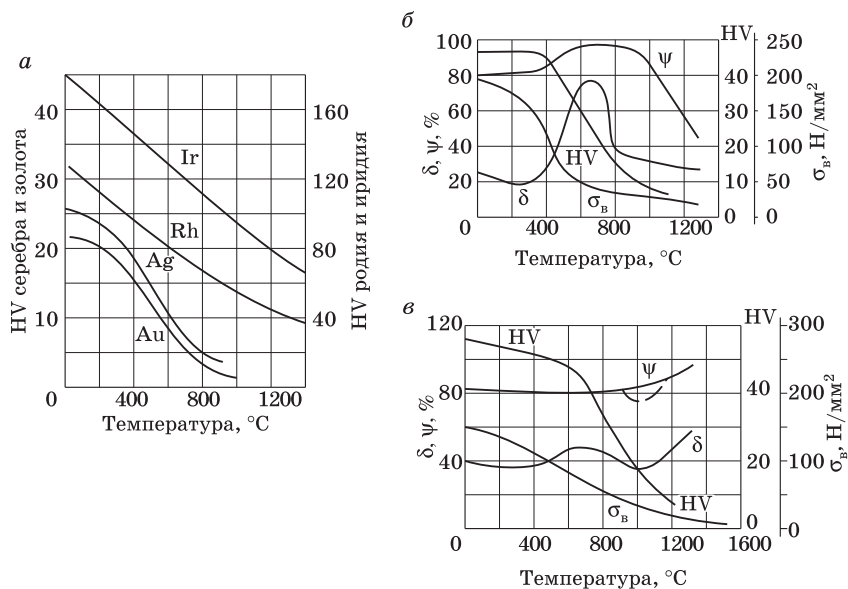 а
HV серебра и золота
40
30
20
10
0
160
120
80
40
HV родия и иридия
Ir
Rh
Ag
Au
400
800
1200
Температура, °C
б
δ, ψ, %
100
80
60
40
20
HV
50
40
30
20
10
0
250
200
150
100
50
0
σв, Н/мм²
ψ
HV
δ
σв
0
400
800
1200
Температура, °C
в
δ, ψ, %
120
80
40
HV
40
20
0
300
200
100
0
σв, Н/мм²
HV
ψ
δ
HV
σв
0
400
800
1200
1600
Температура, °C